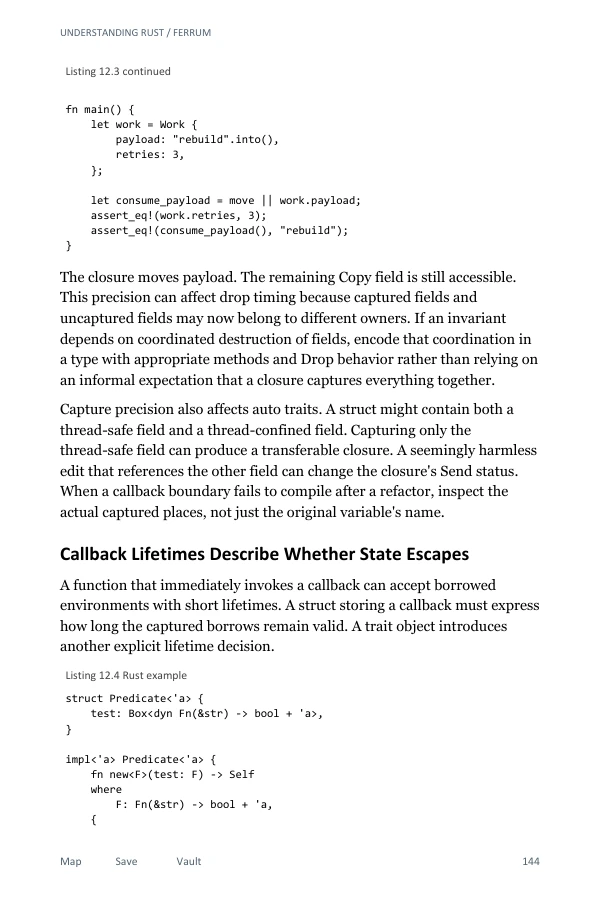 UNDERSTANDING RUST / FERRUM
Listing 12.3 continued
fn main() {
    let work = Work {
        payload: "rebuild".into(),
        retries: 3,
    };

    let consume_payload = move || work.payload;
    assert_eq!(work.retries, 3);
    assert_eq!(consume_payload(), "rebuild");
}
The closure moves payload. The remaining Copy field is still accessible.
This precision can affect drop timing because captured fields and
uncaptured fields may now belong to different owners. If an invariant
depends on coordinated destruction of fields, encode that coordination in
a type with appropriate methods and Drop behavior rather than relying on
an informal expectation that a closure captures everything together.
Capture precision also affects auto traits. A struct might contain both a
thread-safe field and a thread-confined field. Capturing only the
thread-safe field can produce a transferable closure. A seemingly harmless
edit that references the other field can change the closure's Send status.
When a callback boundary fails to compile after a refactor, inspect the
actual captured places, not just the original variable's name.
Callback Lifetimes Describe Whether State Escapes
A function that immediately invokes a callback can accept borrowed
environments with short lifetimes. A struct storing a callback must express
how long the captured borrows remain valid. A trait object introduces
another explicit lifetime decision.
Listing 12.4 Rust example
struct Predicate<'a> {
    test: Box<dyn Fn(&str) -> bool + 'a>,
}

impl<'a> Predicate<'a> {
    fn new<F>(test: F) -> Self
    where
        F: Fn(&str) -> bool + 'a,
    {
Map Save Vault 144